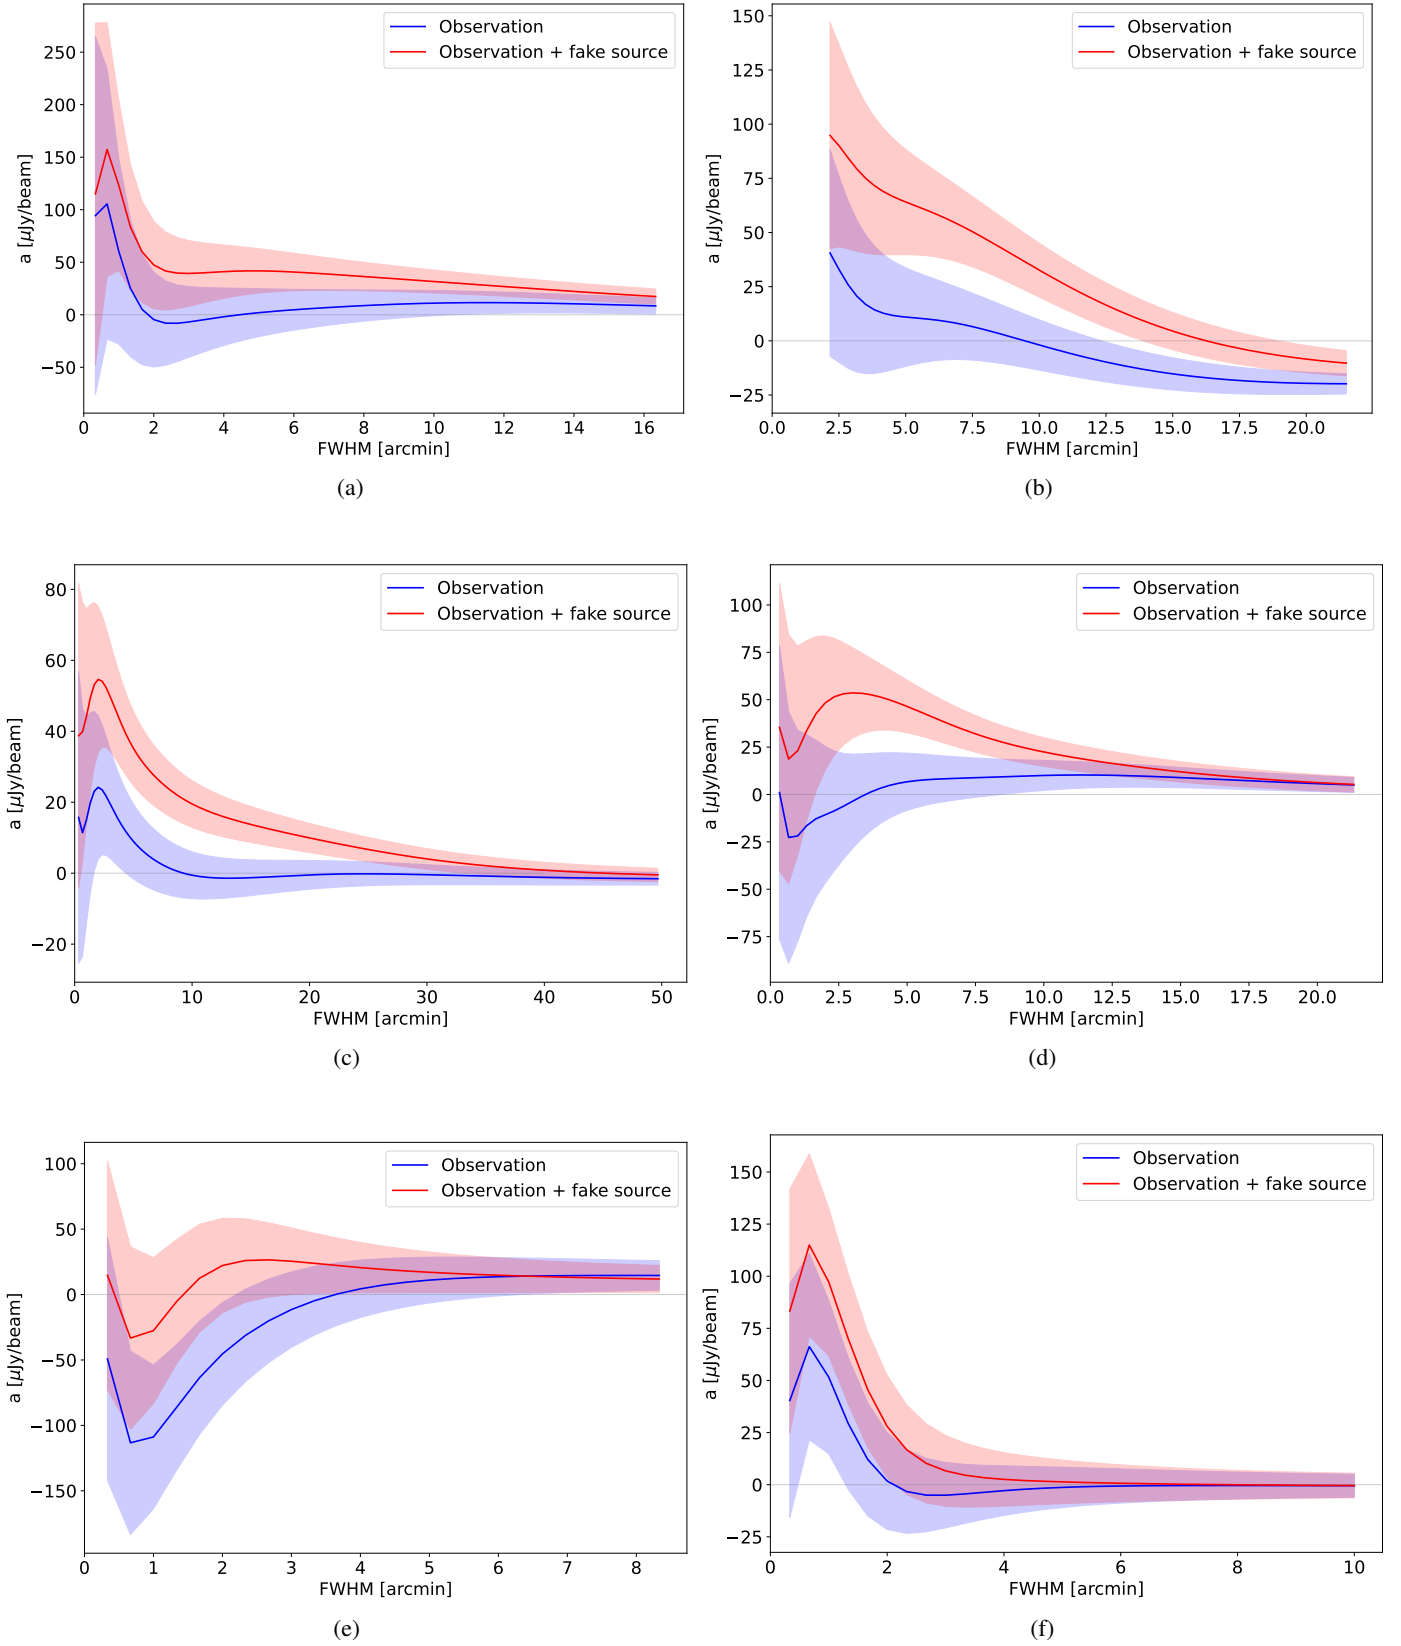 Observation
Observation + fake source
250
200
150
100
50
0
−50
a [μJy/beam]
0 2 4 6 8 10 12 14 16
FWHM [arcmin]
(a)
Observation
Observation + fake source
150
125
100
75
50
25
0
−25
a [μJy/beam]
0.0 2.5 5.0 7.5 10.0 12.5 15.0 17.5 20.0
FWHM [arcmin]
(b)
Observation
Observation + fake source
80
60
40
20
0
−20
a [μJy/beam]
0 10 20 30 40 50
FWHM [arcmin]
(c)
Observation
Observation + fake source
100
75
50
25
0
−25
−50
−75
a [μJy/beam]
0.0 2.5 5.0 7.5 10.0 12.5 15.0 17.5 20.0
FWHM [arcmin]
(d)
Observation
Observation + fake source
100
50
0
−50
−100
−150
a [μJy/beam]
0 1 2 3 4 5 6 7 8
FWHM [arcmin]
(e)
Observation
Observation + fake source
150
125
100
75
50
25
0
−25
a [μJy/beam]
0 2 4 6 8 10
FWHM [arcmin]
(f)